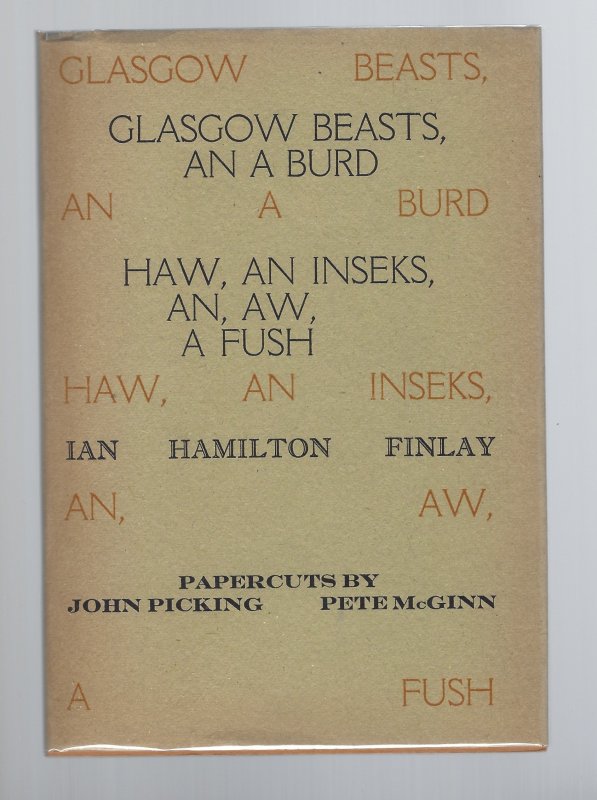 GLASGOW BEASTS,
GLASGOW BEASTS,
AN A BURD
AN A BURD
HAW, AN INSEKS,
AN, AW,
A FUSH
HAW, AN INSEKS,
IAN HAMILTON FINLAY
AN, AW,
PAPERCUTS BY
JOHN PICKING PETE McGINN
A FUSH